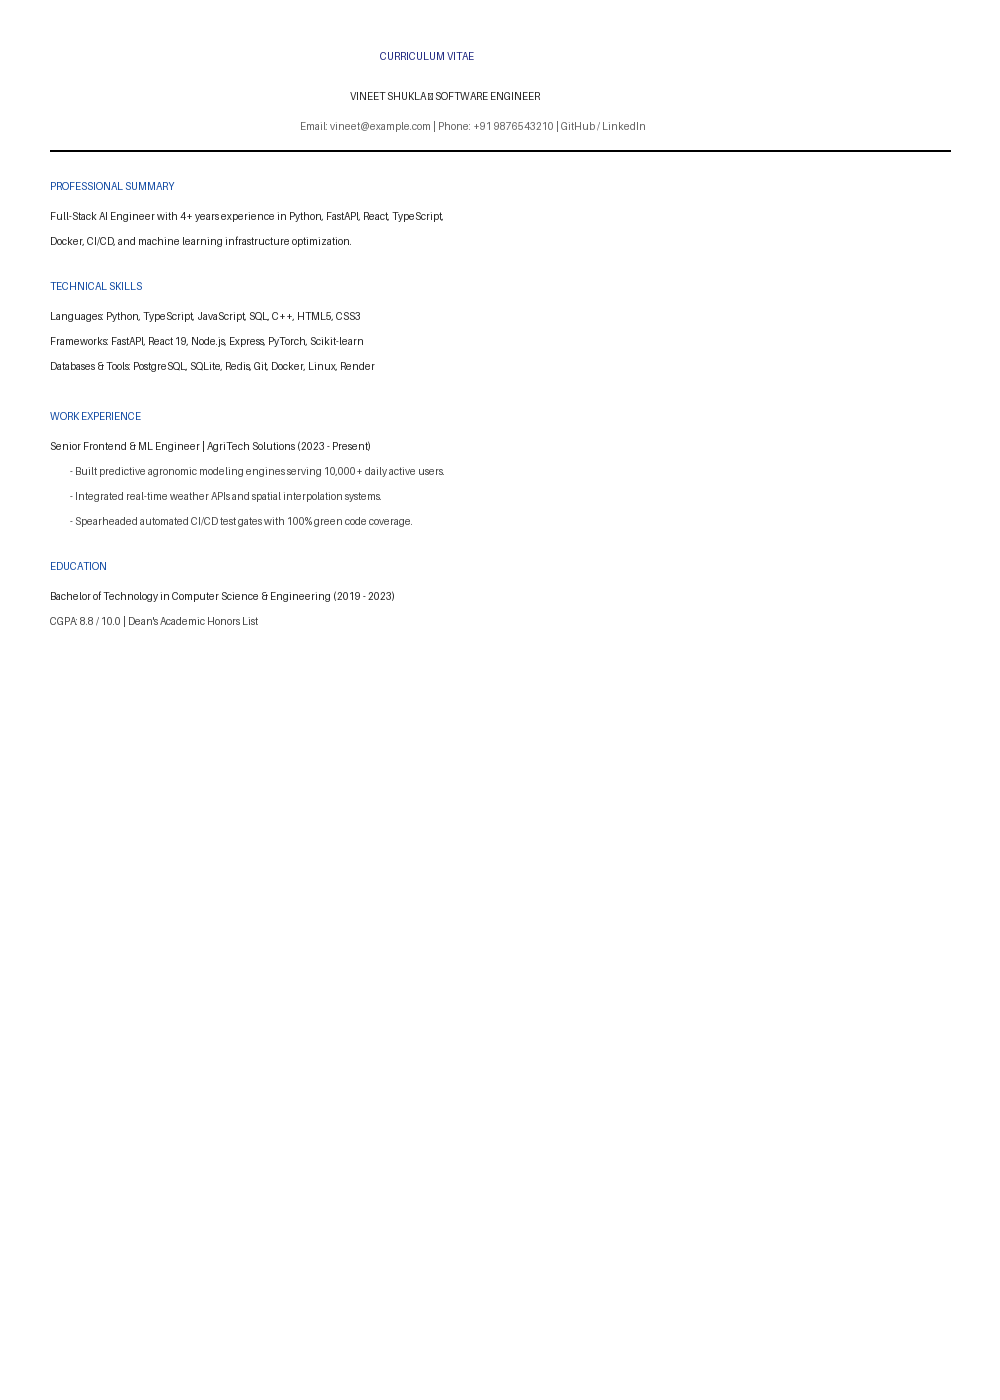 CURRICULUM VITAE
VINEET SHUKLA▯SOFTWARE ENGINEER
Email: vineet@example.com | Phone: +91 9876543210 | GitHub / LinkedIn
PROFESSIONAL SUMMARY
Full-Stack AI Engineer with 4+ years experience in Python, FastAPI, React, TypeScript,
Docker, CI/CD, and machine learning infrastructure optimization.
TECHNICAL SKILLS
Languages: Python, TypeScript, JavaScript, SQL, C++, HTML5, CSS3
Frameworks: FastAPI, React 19, Node.js, Express, PyTorch, Scikit-learn
Databases & Tools: PostgreSQL, SQLite, Redis, Git, Docker, Linux, Render
WORK EXPERIENCE
Senior Frontend & ML Engineer | AgriTech Solutions (2023 - Present)
- Built predictive agronomic modeling engines serving 10,000+ daily active users.
- Integrated real-time weather APIs and spatial interpolation systems.
- Spearheaded automated CI/CD test gates with 100% green code coverage.
EDUCATION
Bachelor of Technology in Computer Science & Engineering (2019 - 2023)
CGPA: 8.8 / 10.0 | Dean's Academic Honors List